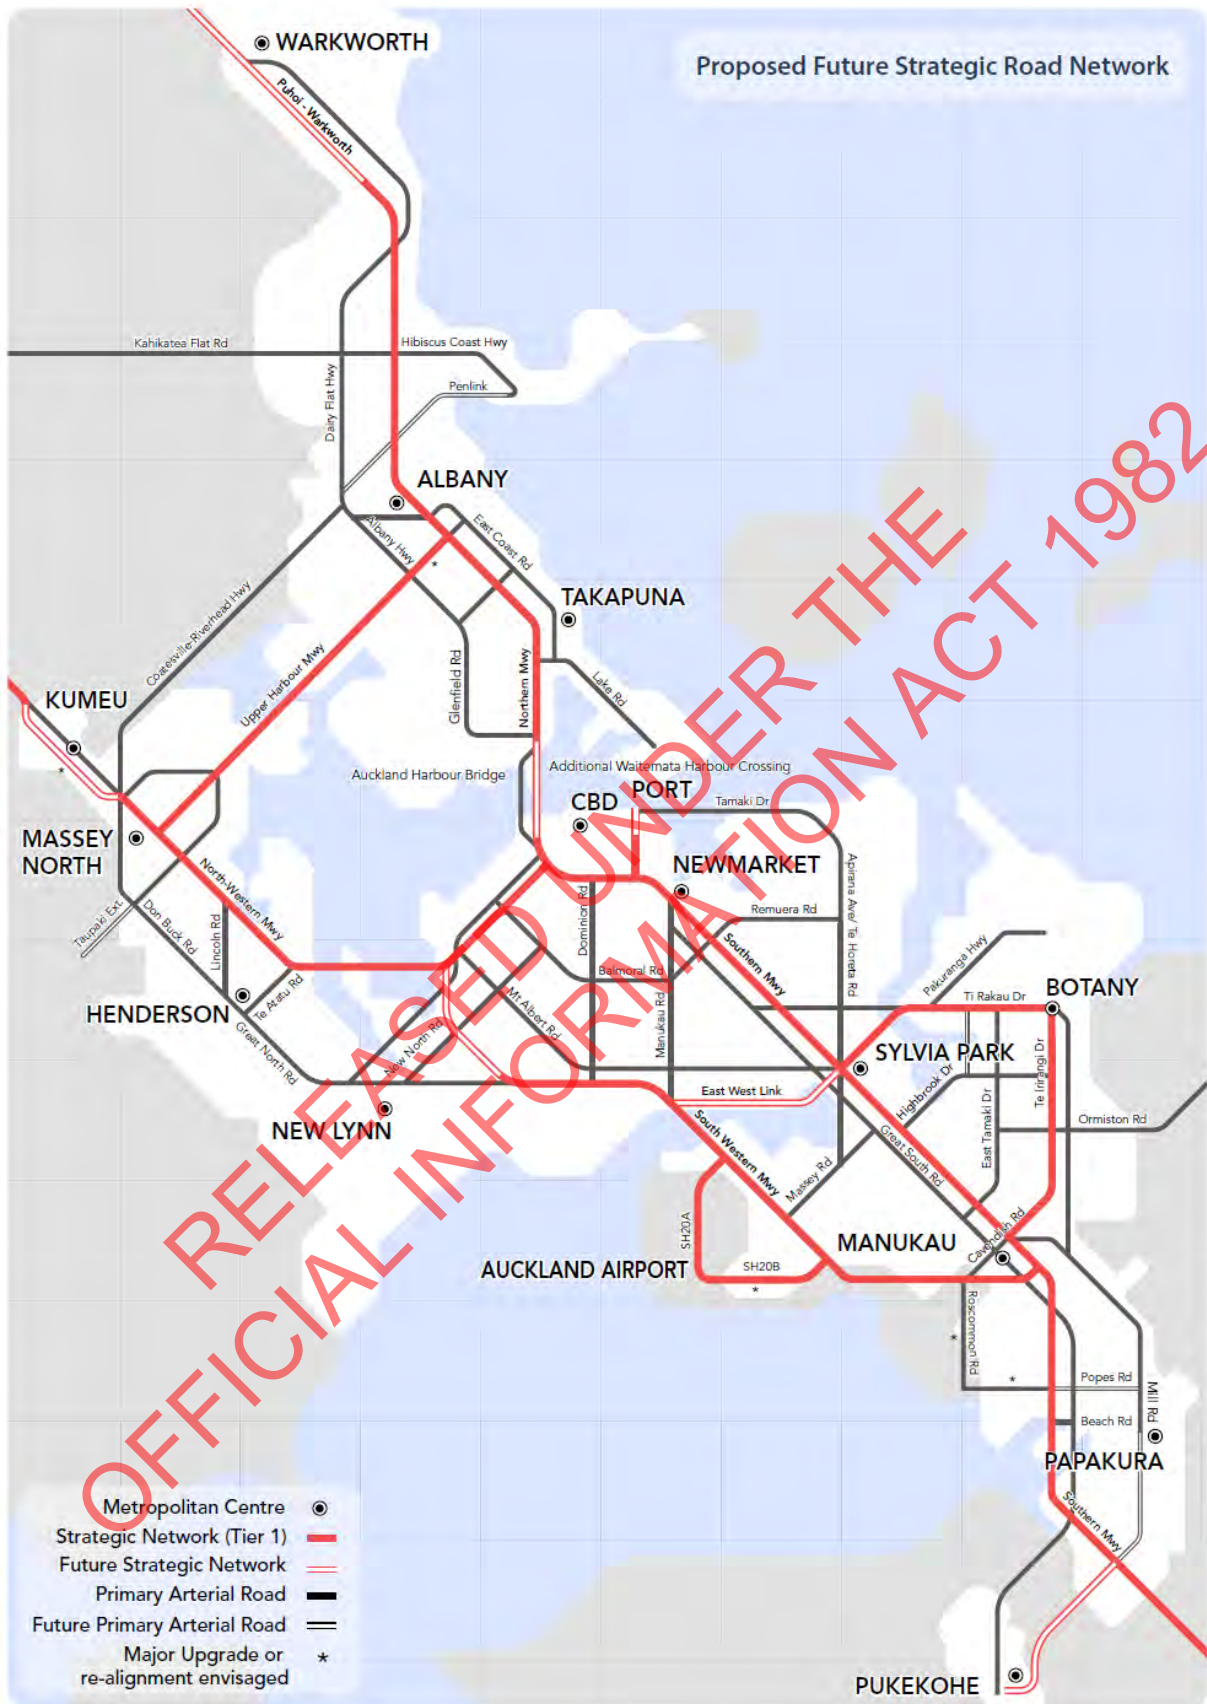 Proposed Future Strategic Road Network
WARKWORTH
Puhoi - Warkworth
Kahikatea Flat Rd
Hibiscus Coast Hwy
Penlink
Dairy Flat Hwy
ALBANY
Albany Hwy
East Coast Rd
*
TAKAPUNA
Coatesville-Riverhead Hwy
Upper Harbour Mwy
Glenfield Rd
Northern Mwy
Lake Rd
KUMEU
*
Auckland Harbour Bridge
Additional Waitemata Harbour Crossing
PORT
CBD
Tamaki Dr
MASSEY
NORTH
NEWMARKET
North-Western Mwy
Apirana Ave/ Te Horeta Rd
Taupaki Ext.
Don Buck Rd
Lincoln Rd
Dominion Rd
Remuera Rd
Southern Mwy
Pakuranga Hwy
Te Atatu Rd
Balmoral Rd
HENDERSON
Ti Rakau Dr
BOTANY
Great North Rd
New North Rd
Mt Albert Rd
Manukau Rd
SYLVIA PARK
Te Irirangi Dr
East West Link
Highbrook Dr
East Tamaki Dr
Ormiston Rd
NEW LYNN
South Western Mwy
Great South Rd
Massey Rd
SH20A
MANUKAU
Cavendish Rd
AUCKLAND AIRPORT
SH20B
*
Roscommon Rd
*
*
Popes Rd
Mill Rd
Beach Rd
PAPAKURA
Southern Mwy
PUKEKOHE
Metropolitan Centre
Strategic Network (Tier 1)
Future Strategic Network
Primary Arterial Road
Future Primary Arterial Road
Major Upgrade or *
re-alignment envisaged
RELEASED UNDER THE
OFFICIAL INFORMATION ACT 1982